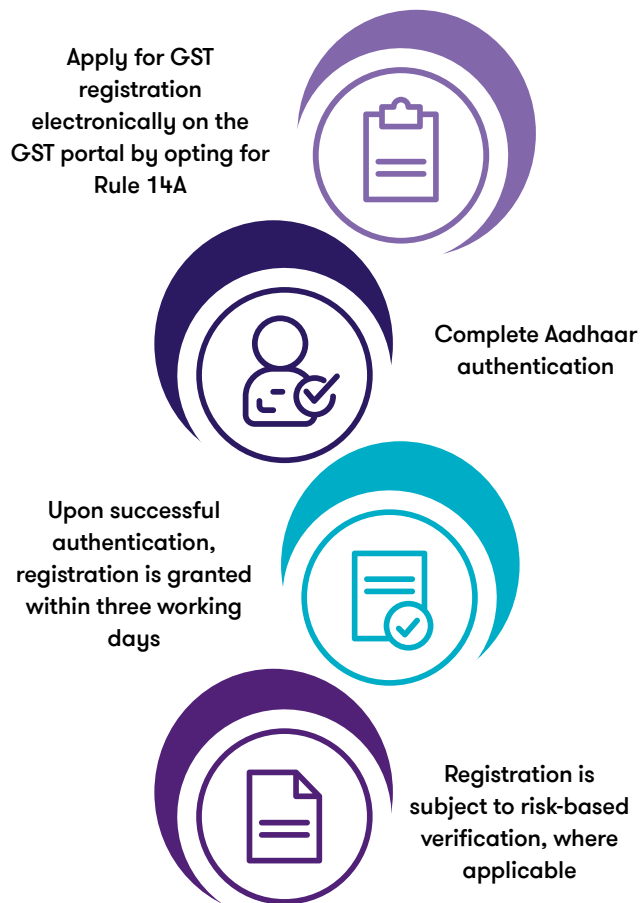 Apply for GST
registration
electronically on the
GST portal by opting for
Rule 14A
Complete Aadhaar
authentication
Upon successful
authentication,
registration is granted
within three working
days
Registration is
subject to risk-based
verification, where
applicable